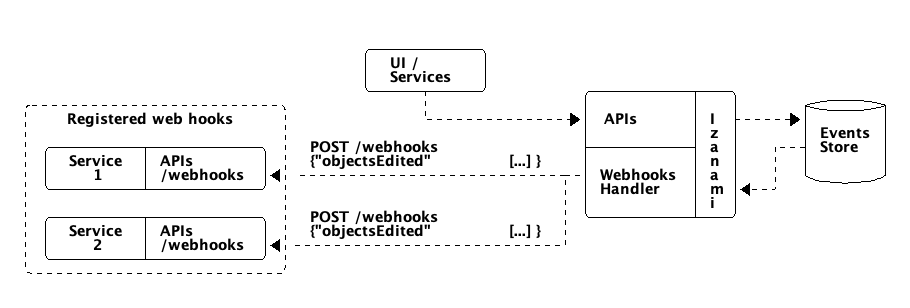 UI /
Services
Registered web hooks
Service
1
APIs
/webhooks
Service
2
APIs
/webhooks
POST /webhooks
{"objectsEdited" [...] }
POST /webhooks
{"objectsEdited" [...] }
APIs
Webhooks
Handler
I
z
a
n
a
m
i
Events
Store